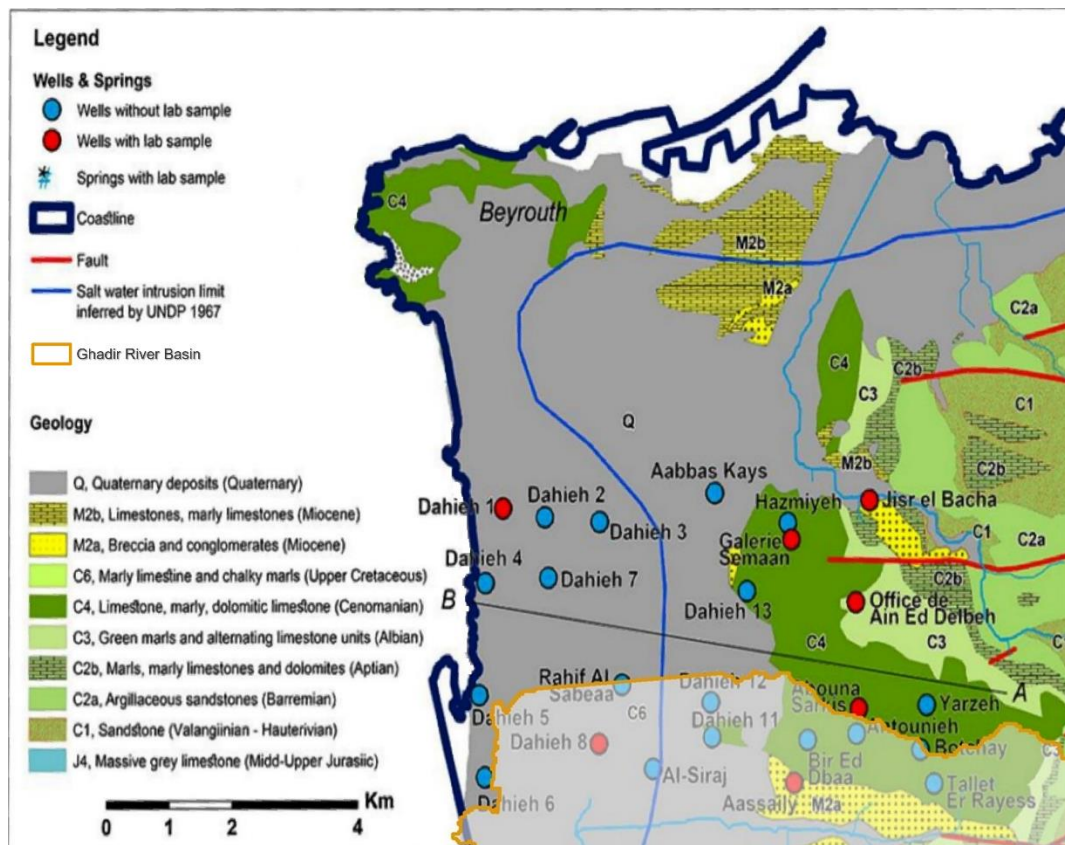 Legend
Wells & Springs
Wells without lab sample
Wells with lab sample
Springs with lab sample
Coastline
Fault
Salt water intrusion limit
inferred by UNDP 1967
Ghadir River Basin
Geology
Q, Quaternary deposits (Quaternary)
M2b, Limestones, marly limestones (Miocene)
M2a, Breccia and conglomerates (Miocene)
C6, Marly limestine and chalky marls (Upper Cretaceous)
C4, Limestone, marly, dolomitic limestone (Cenomanian)
C3, Green marls and alternating limestone units (Albian)
C2b, Marls, marly limestones and dolomites (Aptian)
C2a, Argillaceous sandstones (Barremian)
C1, Sandstone (Valangiinian - Hauterivian)
J4, Massive grey limestone (Midd-Upper Jurasiic)
Km
0 1 2 4
C4
Beyrouth
M2b
M2a
C2a
C4
C2b
C3
C1
Q
M2b
C2b
Aabbas Kays
Hazmiyeh
Jisr el Bacha
Dahieh 1
Dahieh 2
Dahieh 3
Galerie
Semaan
C1
C2a
Dahieh 4
Dahieh 7
C2b
B
Dahieh 13
Office de
Ain Ed Delbeh
C1
C4
C3
Rahif Al
Sabeaa
Dahieh 12
Abouna
Sarius
A
Yarzeh
Dahieh 5
C6
Dahieh 11
Antounieh
Botchay
C3
Dahieh 8
Al-Siraj
Bir Ed
Dbaa
Tallet
Er Rayess
Dahieh 6
Aassaily
M2a